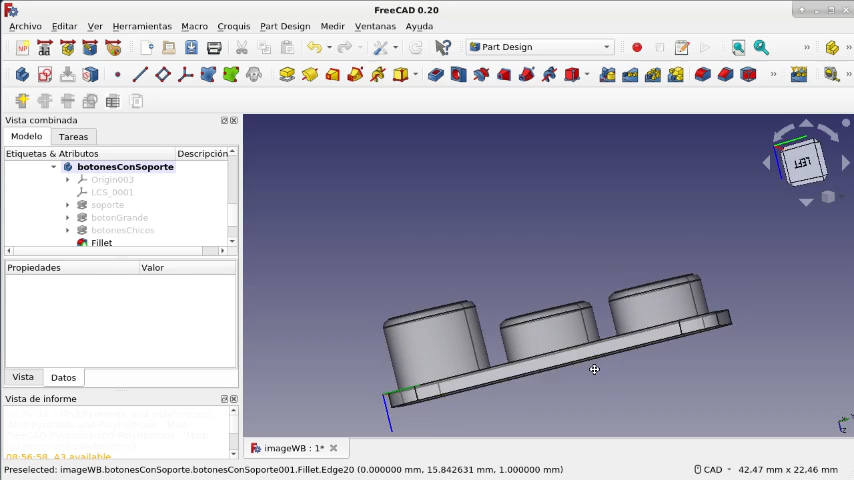 FreeCAD 0.20
Archivo Editar Ver Herramientas Macro Croquis Part Design Medir Ventanas Ayuda
Part Design
Vista combinada
Modelo Tareas
Etiquetas & Atributos Descripción
botonesConSoporte
Origin003
LCS_0001
soporte
botonGrande
botonesChicos
Fillet
Propiedades Valor
Vista Datos
Vista de informe
08:56:58 A3 available
LEFT
imageWB : 1*
Preselected: imageWB.botonesConSoporte.botonesConSoporte001.Fillet.Edge20 (0.000000 mm, 15.842631 mm, 1.000000 mm)
CAD
42,47 mm x 22,46 mm